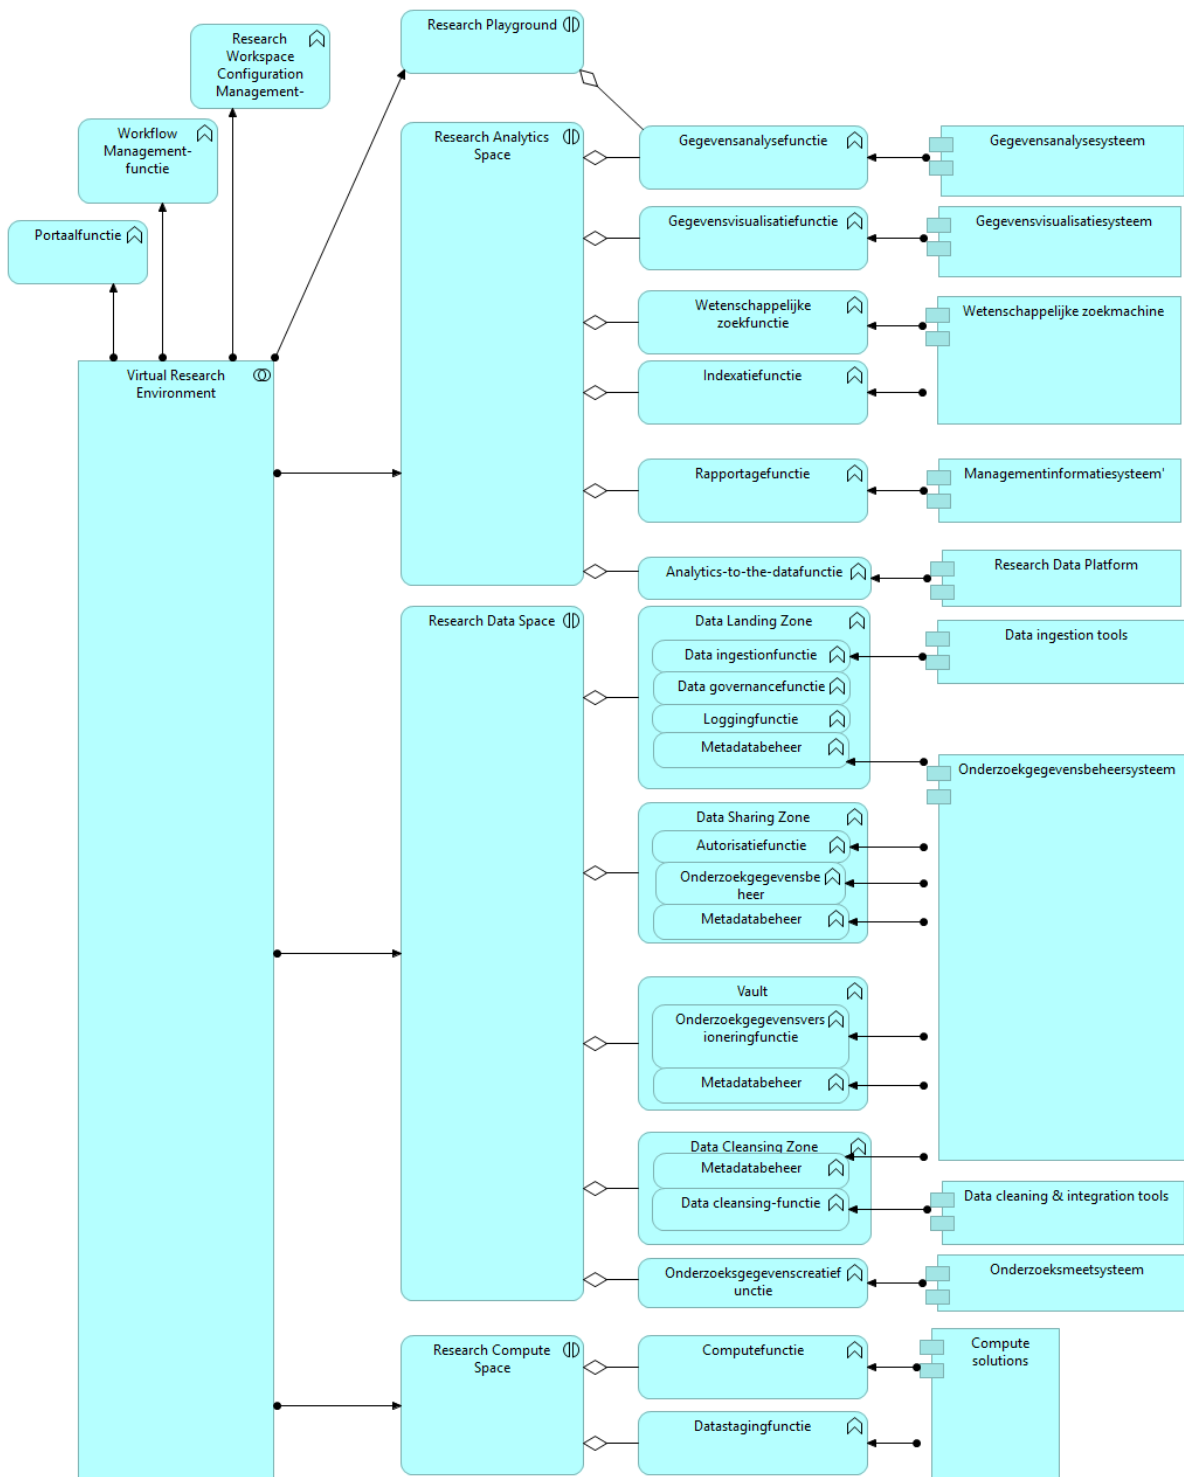 Research Playground
Research
Workspace
Configuration
Management-
Workflow
Management-
functie
Portaalfunctie
Virtual Research
Environment
Research Analytics
Space
Gegevensanalysefunctie
Gegevensanalysesysteem
Gegevensvisualisatiefunctie
Gegevensvisualisatiesysteem
Wetenschappelijke
zoekfunctie
Wetenschappelijke zoekmachine
Indexatiefunctie
Rapportagefunctie
Managementinformatiesysteem'
Analytics-to-the-datafunctie
Research Data Platform
Research Data Space
Data Landing Zone
Data ingestionfunctie
Data governancefunctie
Loggingfunctie
Metadatabeheer
Data ingestion tools
Onderzoekgegevensbeheersysteem
Data Sharing Zone
Autorisatiefunctie
Onderzoekgegevensbe
heer
Metadatabeheer
Vault
Onderzoekgegevensvers
ioneringfunctie
Metadatabeheer
Data Cleansing Zone
Metadatabeheer
Data cleansing-functie
Data cleaning & integration tools
Onderzoeksgegevenscreatief
unctie
Onderzoeksmeetsysteem
Research Compute
Space
Computefunctie
Compute
solutions
Datastagingfunctie